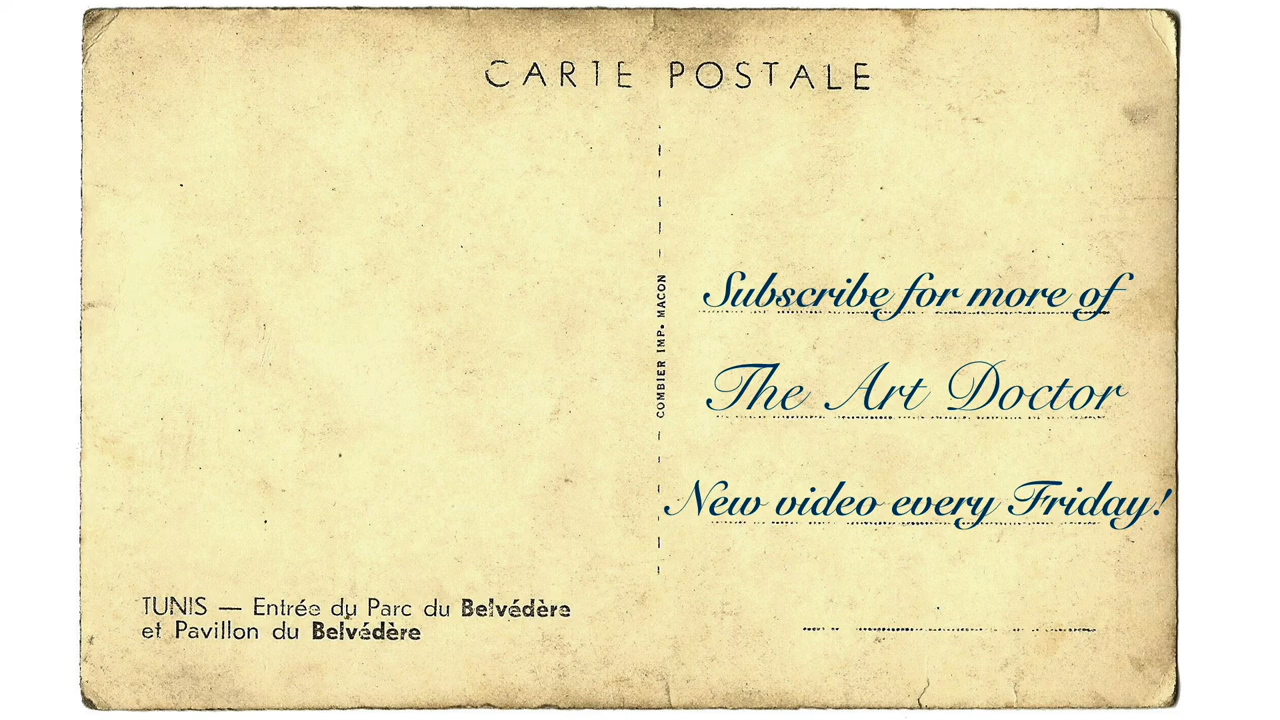 CARTE POSTALE
COMBIER IMP. MACON
Subscribe for more of
The Art Doctor
New video every Friday!
TUNIS — Entrée du Parc du Belvédère
et Pavillon du Belvédère